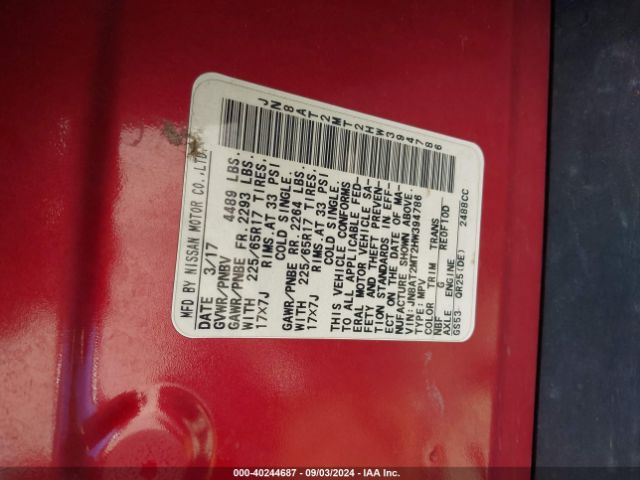 MFD BY NISSAN MOTOR CO.,LTD.
DATE 3/17
GVWR/PNBV 4489 LBS.
GAWR/PNBE FR.2293 LBS.
WITH 225/65R17 TIRES,
17X7J RIMS.AT 33 PSI
COLD SINGLE.
GAWR/PNBE RR.2264 LBS.
WITH 225/65R17 TIRES,
17X7J RIMS.AT 33 PSI
COLD SINGLE.
THIS VEHICLE CONFORMS
TO ALL APPLICABLE FED-
ERAL MOTOR VEHICLE SA-
FETY AND THEFT PREVEN-
TION STANDARDS IN EFF-
ECT ON THE DATE OF MA-
NUFACTURE SHOWN ABOVE.
VIN:JN8AT2MT2HW394786
TYPE:MPV
COLOR TRIM TRANS
NBF G RE0F10D
AXLE ENGINE
GS53 QR25(DE) 2488CC
JN8AT2MT2HW394786
000-40244687 - 09/03/2024 - IAA Inc.